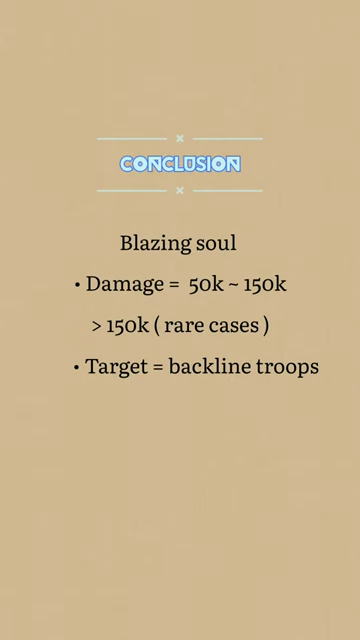 CONCLUSION
Blazing soul
• Damage = 50k ~ 150k
> 150k ( rare cases )
• Target = backline troops